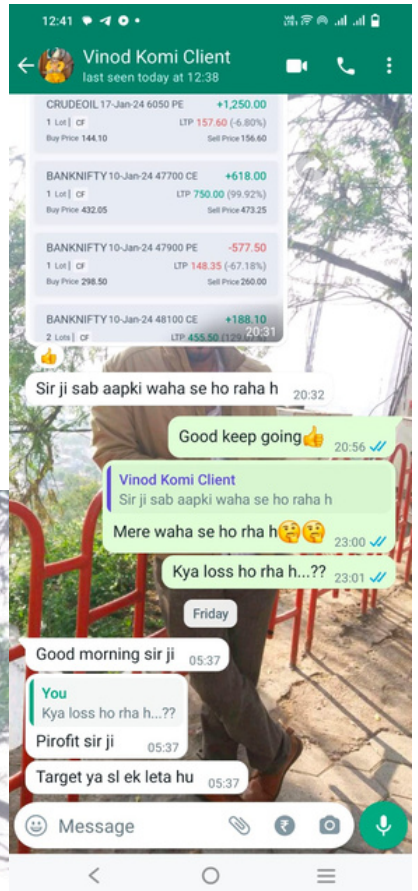 12:41
Vinod Komi Client
last seen today at 12:38
CRUDEOIL 17-Jan-24 6050 PE +1,250.00
1 Lot | CF LTP 157.60 (-6.80%)
Buy Price 144.10 Sell Price 156.60
BANKNIFTY 10-Jan-24 47700 CE +618.00
1 Lot | CF LTP 750.00 (99.92%)
Buy Price 432.05 Sell Price 473.25
BANKNIFTY 10-Jan-24 47900 PE -577.50
1 Lot | CF LTP 148.35 (-67.18%)
Buy Price 298.50 Sell Price 260.00
BANKNIFTY 10-Jan-24 48100 CE +188.10
2 Lots | CF LTP 455.50
20:31
👍
Sir ji sab aapki waha se ho raha h 20:32
Good keep going👍 20:56
Vinod Komi Client
Sir ji sab aapki waha se ho raha h
Mere waha se ho rha h🤔🤔 23:00
Kya loss ho rha h...?? 23:01
Friday
Good morning sir ji 05:37
You
Kya loss ho rha h...??
Pirofit sir ji 05:37
Target ya sl ek leta hu 05:37
Message